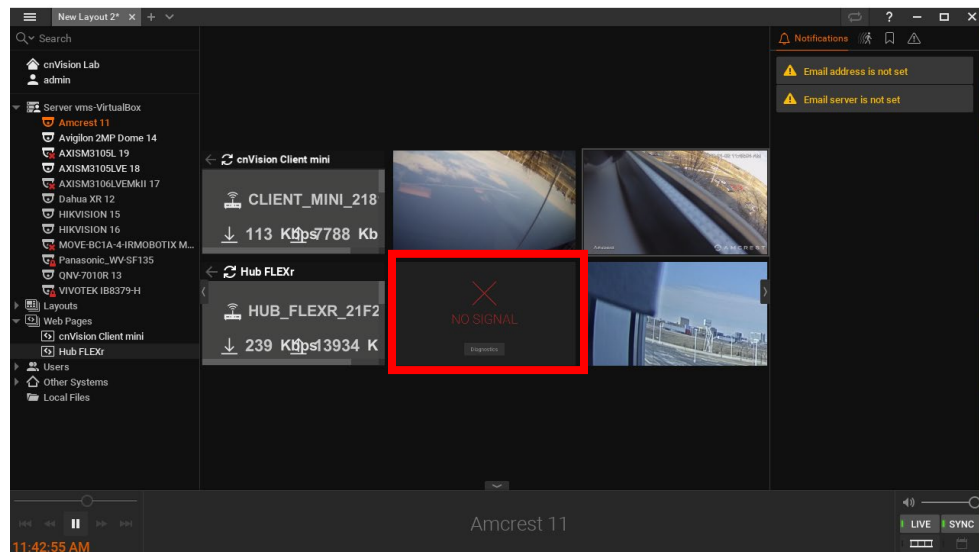 New Layout 2*
Search
cnVision Lab
admin
Server vms-VirtualBox
Amcrest 11
Avigilon 2MP Dome 14
AXISM3105L 19
AXISM3105LVE 18
AXISM3106LVEMkII 17
Dahua XR 12
HIKVISION 15
HIKVISION 16
MOVE-BC1A-4-IRMOBOTIX M...
Panasonic_WV-SF135
QNV-7010R 13
VIVOTEK IB8379-H
Layouts
Web Pages
cnVision Client mini
Hub FLEXr
Users
Other Systems
Local Files
cnVision Client mini
CLIENT_MINI_218
113 Kbps 7788 Kb
Amcrest
AMCREST
Hub FLEXr
HUB_FLEXR_21F2
239 Kbps 13934 K
NO SIGNAL
Diagnostics
Notifications
Email address is not set
Email server is not set
11:42:55 AM
Amcrest 11
LIVE
SYNC